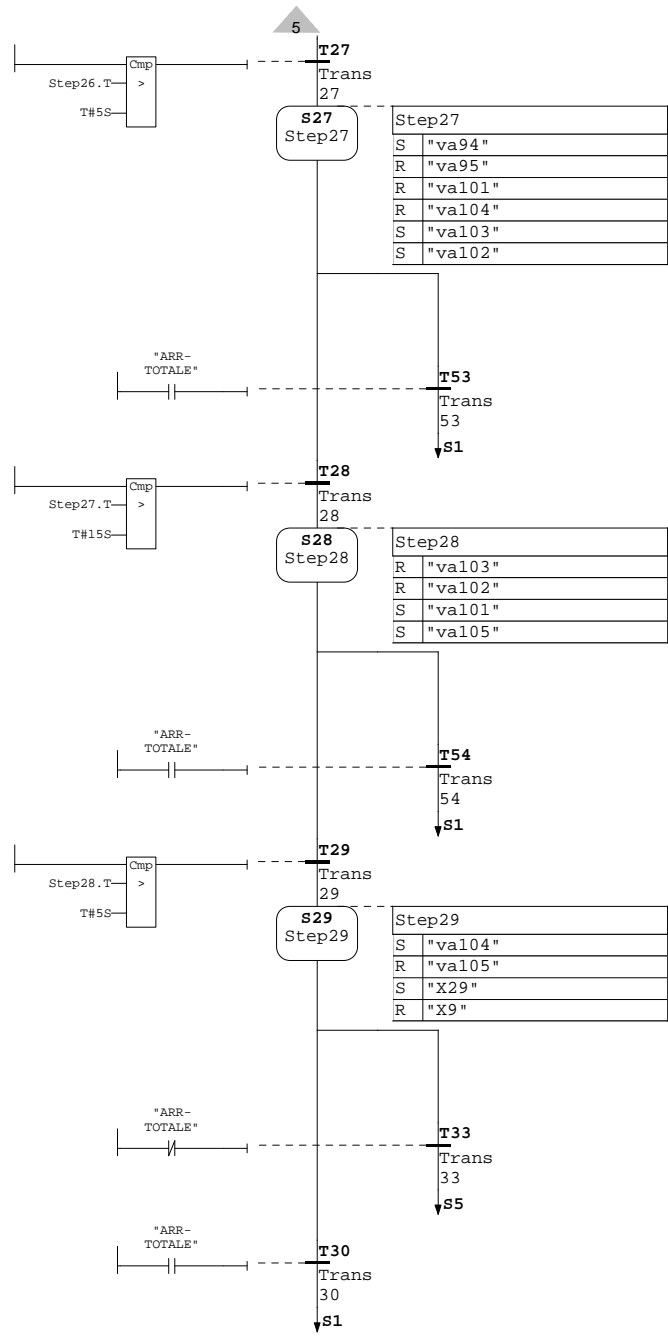 5
T27
Trans
27
Cmp
Step26.T
>
T#5S
S27
Step27
Step27
S "va94"
R "va95"
R "va101"
R "va104"
S "va103"
S "va102"
"ARR-
TOTALE"
T53
Trans
53
S1
T28
Trans
28
Cmp
Step27.T
>
T#15S
S28
Step28
Step28
R "va103"
R "va102"
S "va101"
S "va105"
"ARR-
TOTALE"
T54
Trans
54
S1
T29
Trans
29
Cmp
Step28.T
>
T#5S
S29
Step29
Step29
S "va104"
R "va105"
S "X29"
R "X9"
"ARR-
TOTALE"
T33
Trans
33
S5
"ARR-
TOTALE"
T30
Trans
30
S1